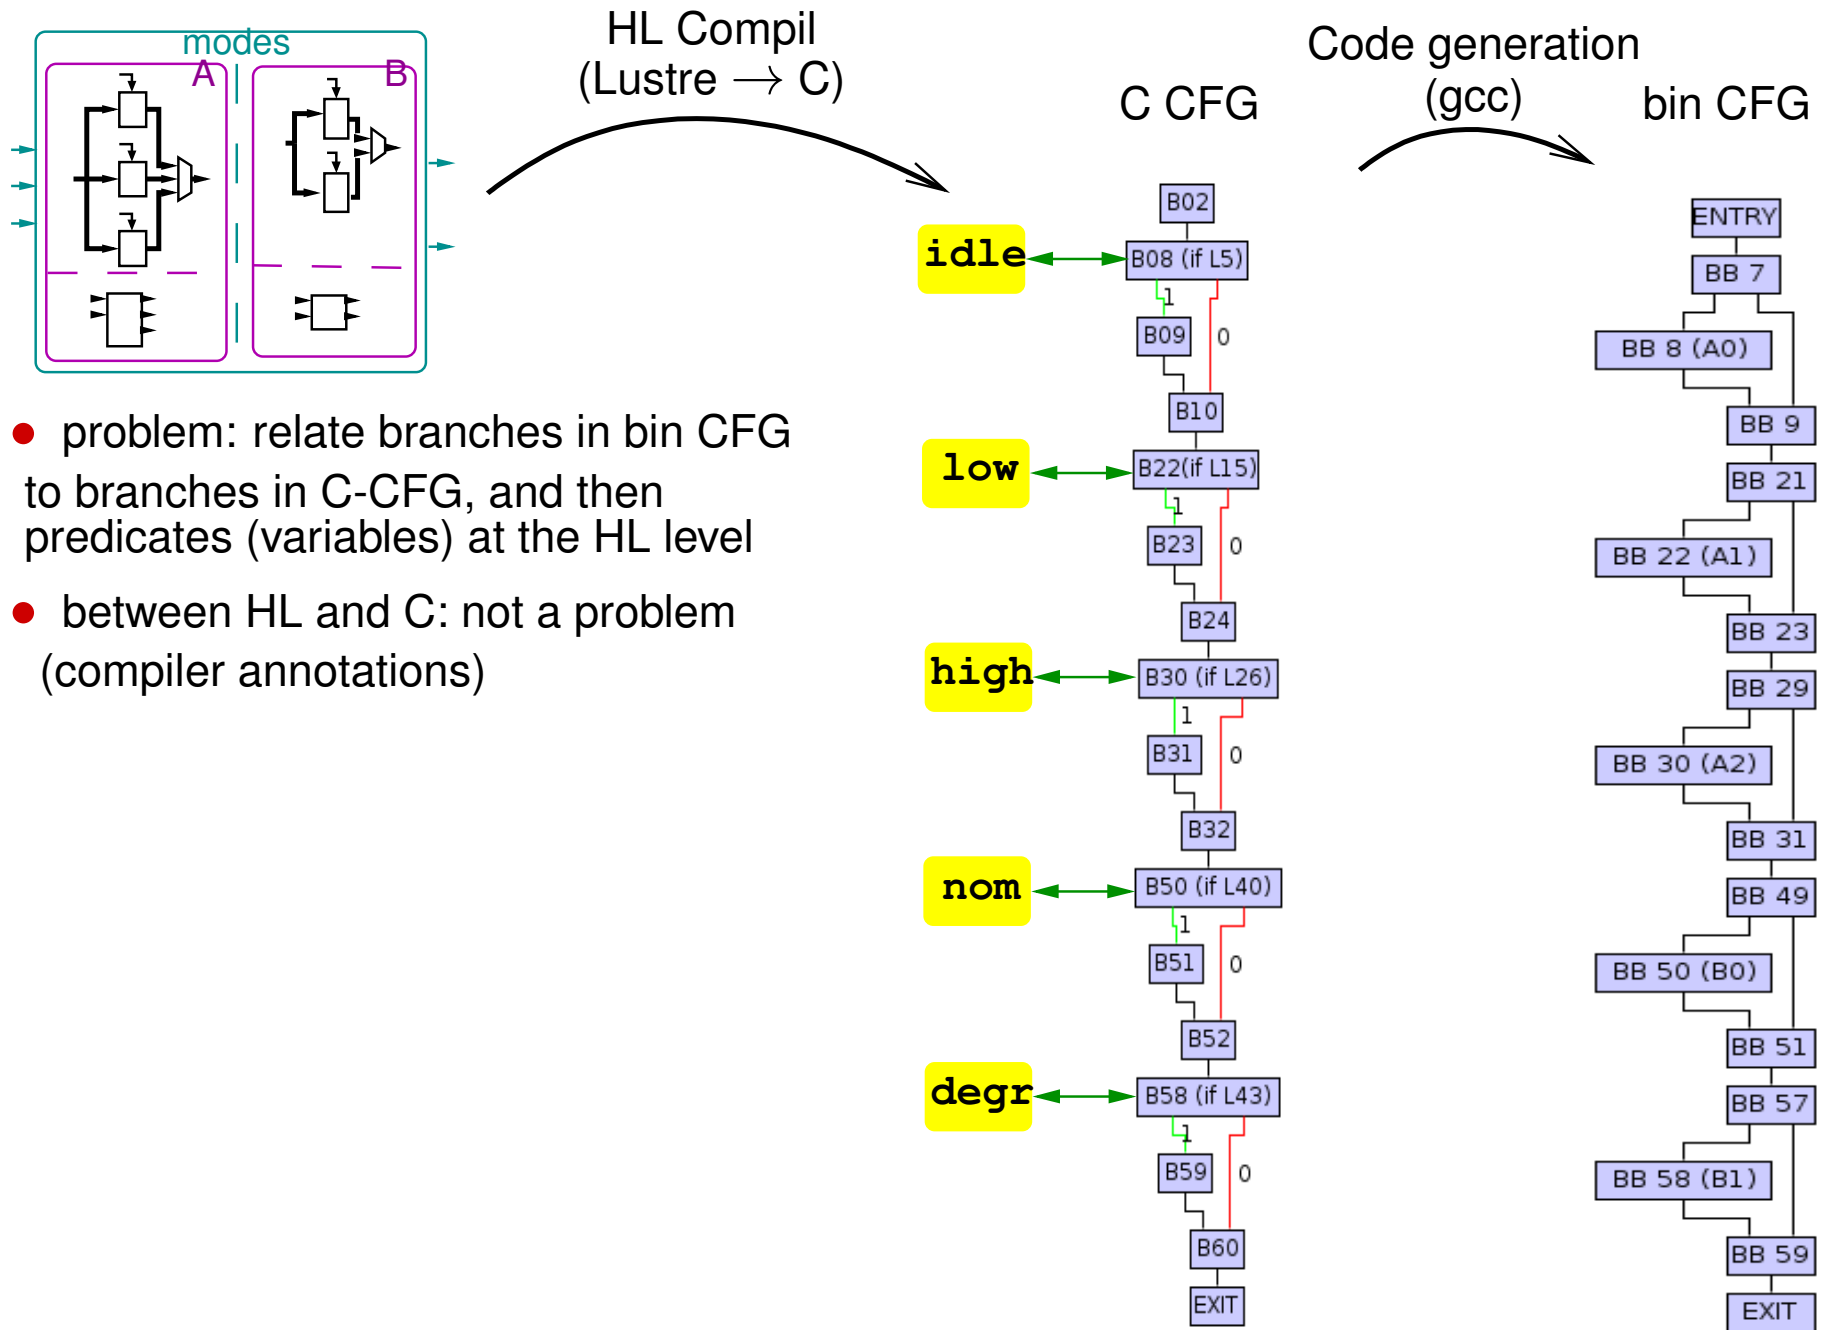 modes
A
B
HL Compil
(Lustre → C)
Code generation
(gcc)
C CFG
bin CFG
• problem: relate branches in bin CFG
to branches in C-CFG, and then
predicates (variables) at the HL level
• between HL and C: not a problem
(compiler annotations)
idle
low
high
nom
degr
B02
B08 (if L5)
1
B09
0
B10
B22(if L15)
1
B23
0
B24
B30 (if L26)
1
B31
0
B32
B50 (if L40)
1
B51
0
B52
B58 (if L43)
1
B59
0
B60
EXIT
ENTRY
BB 7
BB 8 (A0)
BB 9
BB 21
BB 22 (A1)
BB 23
BB 29
BB 30 (A2)
BB 31
BB 49
BB 50 (B0)
BB 51
BB 57
BB 58 (B1)
BB 59
EXIT